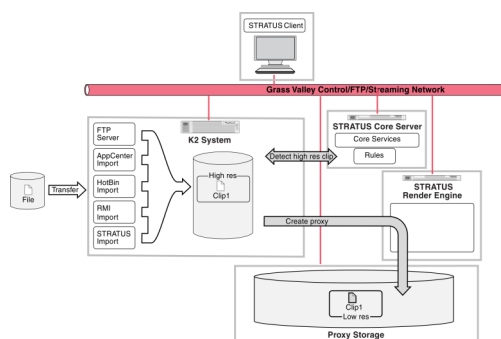 STRATUS Client
Grass Valley Control/FTP/Streaming Network
FTP
Server
AppCenter
Import
HotBin
Import
RMI
Import
STRATUS
Import
File
Transfer
K2 System
High res
Clip1
Detect high res clip
STRATUS Core Server
Core Services
Rules
STRATUS
Render Engine
Create proxy
Clip1
Low res
Proxy Storage